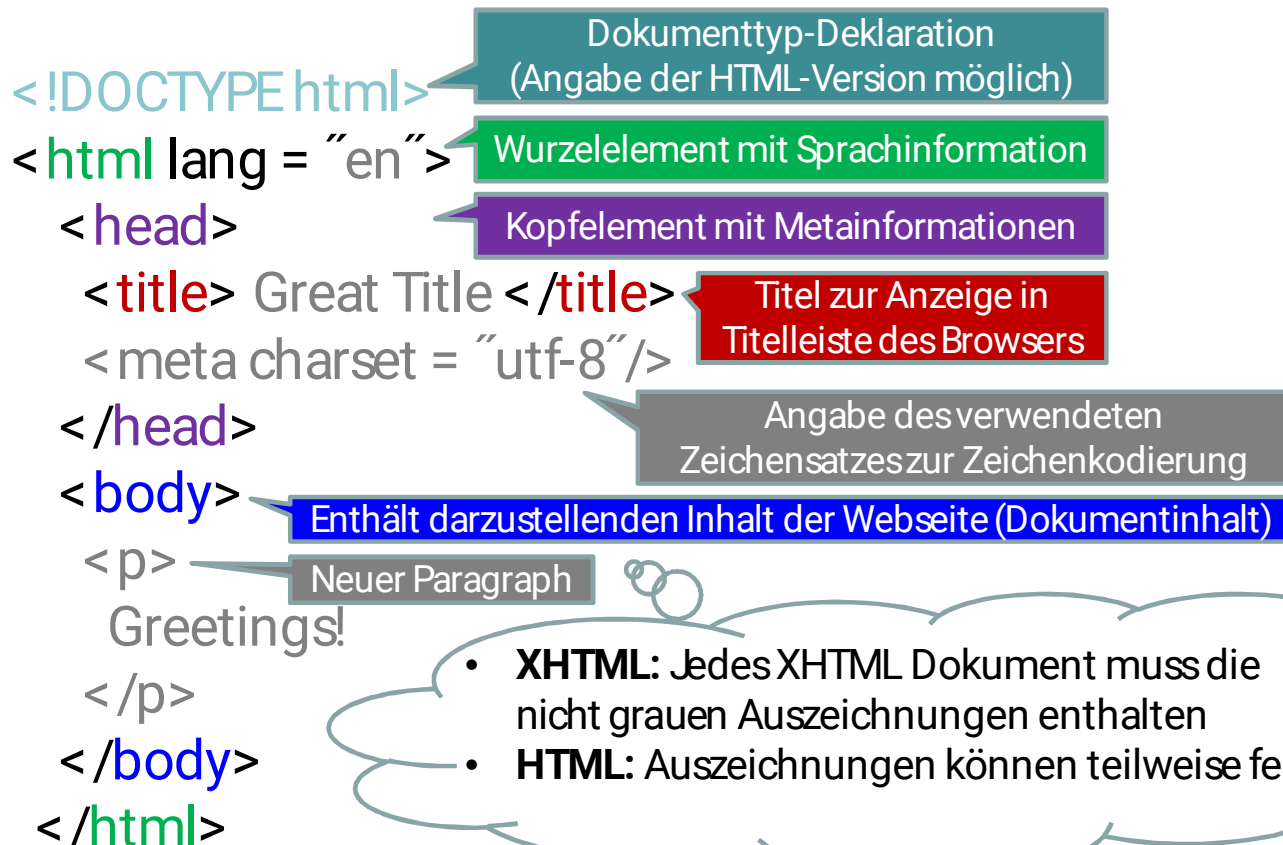 Dokumenttyp-Deklaration
(Angabe der HTML-Version möglich)
<!DOCTYPE html>
<html lang = ˝en˝>
Wurzelelement mit Sprachinformation
<head>
Kopfelement mit Metainformationen
<title> Great Title </title>
Titel zur Anzeige in
Titelleiste des Browsers
<meta charset = ˝utf-8˝/>
</head>
Angabe des verwendeten
Zeichensatzes zur Zeichenkodierung
<body>
Enthält darzustellenden Inhalt der Webseite (Dokumentinhalt)
<p>
Neuer Paragraph
Greetings!
</p>
</body>
</html>
• XHTML: Jedes XHTML Dokument muss die
nicht grauen Auszeichnungen enthalten
• HTML: Auszeichnungen können teilweise